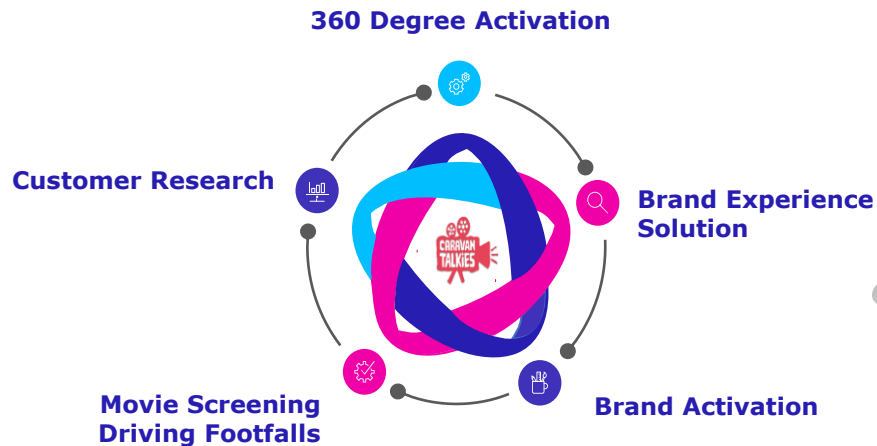 360 Degree Activation
Customer Research
Brand Experience
Solution
CARAVAN
TALKIES
Movie Screening
Driving Footfalls
Brand Activation